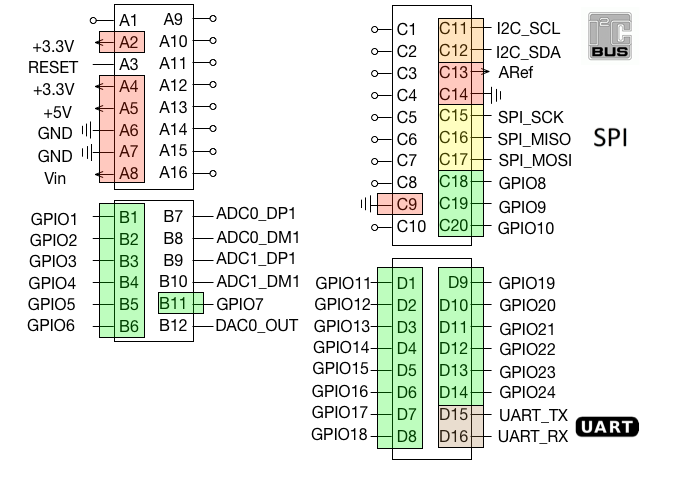 A1 A9
+3.3V A2 A10
RESET A3 A11
+3.3V A4 A12
+5V A5 A13
GND A6 A14
GND A7 A15
Vin A8 A16
GPIO1 B1 B7 ADC0_DP1
GPIO2 B2 B8 ADC0_DM1
GPIO3 B3 B9 ADC1_DP1
GPIO4 B4 B10 ADC1_DM1
GPIO5 B5 B11 GPIO7
GPIO6 B6 B12 DAC0_OUT
C1 C11 I2C_SCL
C2 C12 I2C_SDA
C3 C13 ARef
C4 C14
C5 C15 SPI_SCK
C6 C16 SPI_MISO
C7 C17 SPI_MOSI
C8 C18 GPIO8
C9 C19 GPIO9
C10 C20 GPIO10
I2C
BUS
SPI
GPIO11 D1 D9 GPIO19
GPIO12 D2 D10 GPIO20
GPIO13 D3 D11 GPIO21
GPIO14 D4 D12 GPIO22
GPIO15 D5 D13 GPIO23
GPIO16 D6 D14 GPIO24
GPIO17 D7 D15 UART_TX
GPIO18 D8 D16 UART_RX
UART